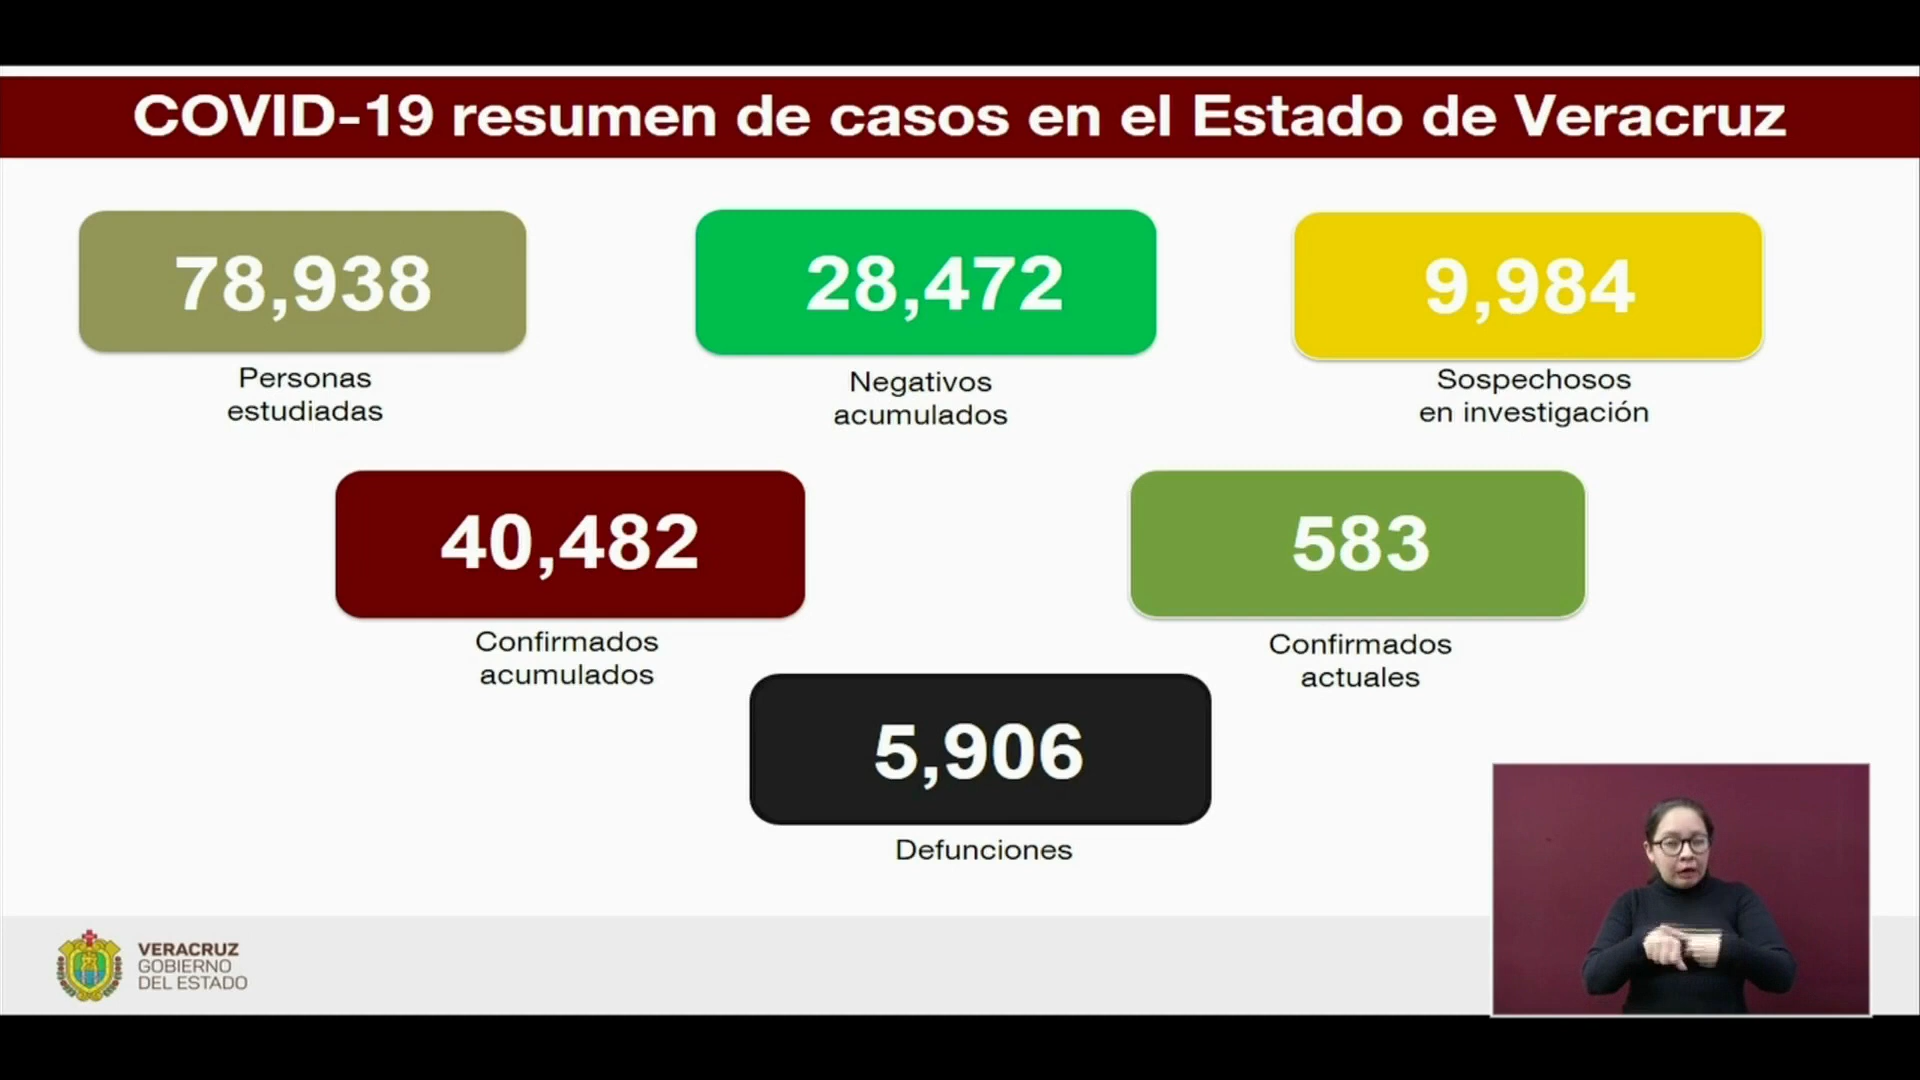 COVID-19 resumen de casos en el Estado de Veracruz
78,938
Personas
estudiadas
28,472
Negativos
acumulados
9,984
Sospechosos
en investigación
40,482
Confirmados
acumulados
583
Confirmados
actuales
5,906
Defunciones
VERACRUZ
GOBIERNO
DEL ESTADO